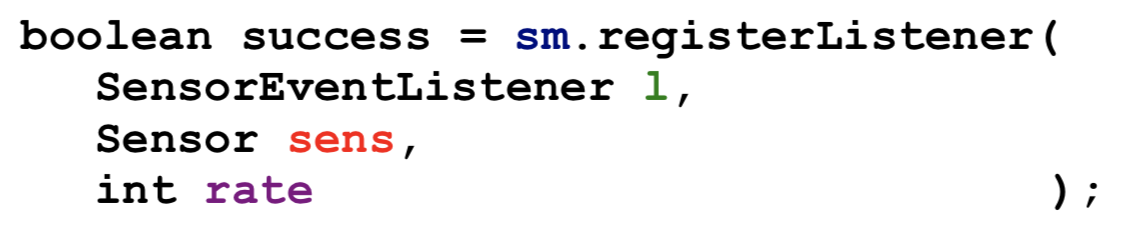 boolean success = sm.registerListener(
SensorEventListener l,
Sensor sens,
int rate );